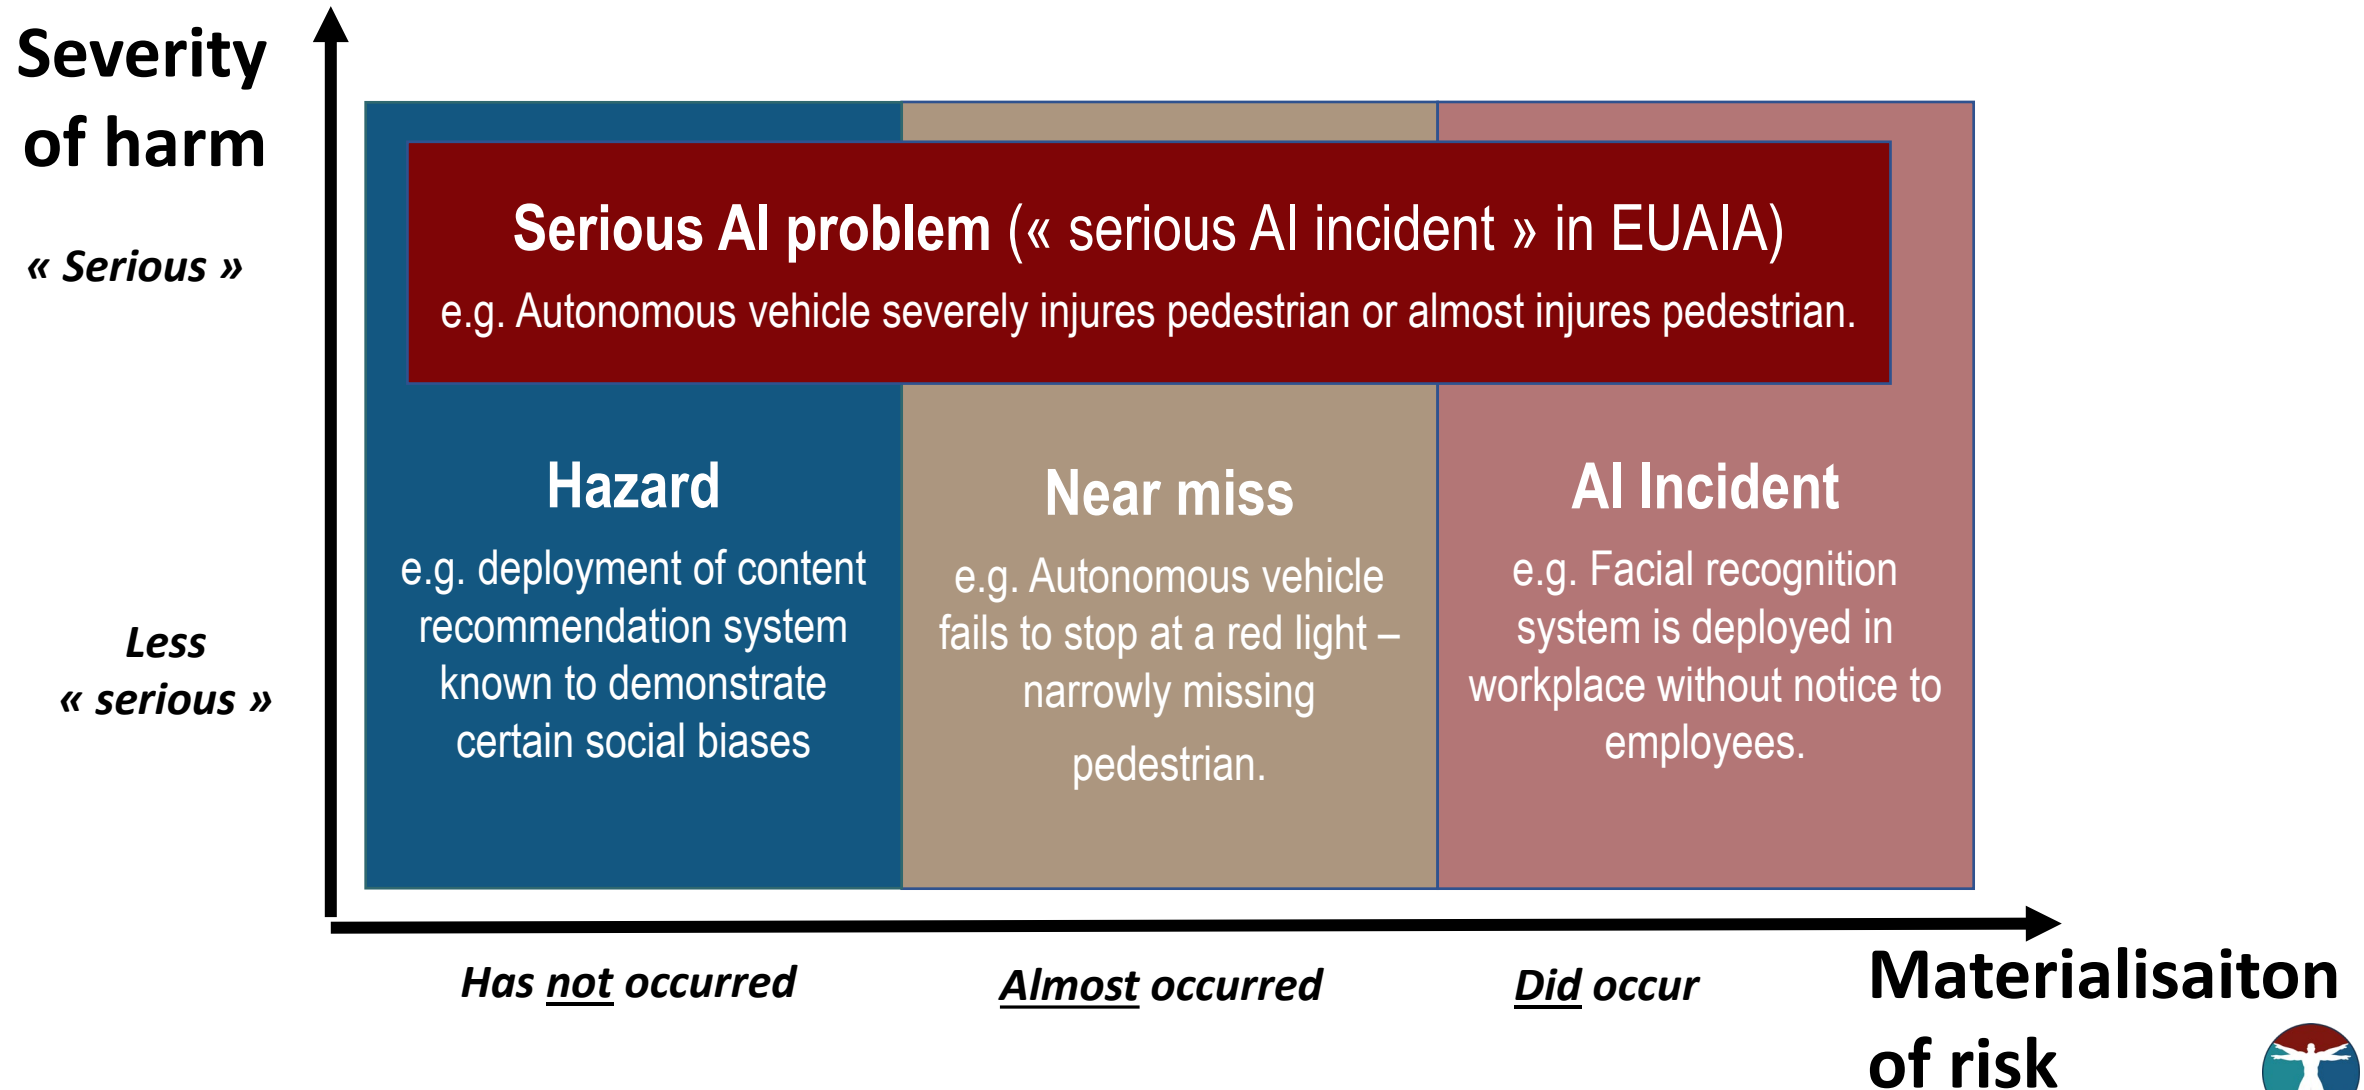 Severity
of harm
« Serious »
Less
« serious »
Serious AI problem (« serious AI incident » in EUAIA)
e.g. Autonomous vehicle severely injures pedestrian or almost injures pedestrian.
Hazard
e.g. deployment of content
recommendation system
known to demonstrate
certain social biases
Near miss
e.g. Autonomous vehicle
fails to stop at a red light –
narrowly missing
pedestrian.
AI Incident
e.g. Facial recognition
system is deployed in
workplace without notice to
employees.
Has not occurred
Almost occurred
Did occur
Materialisaiton
of risk